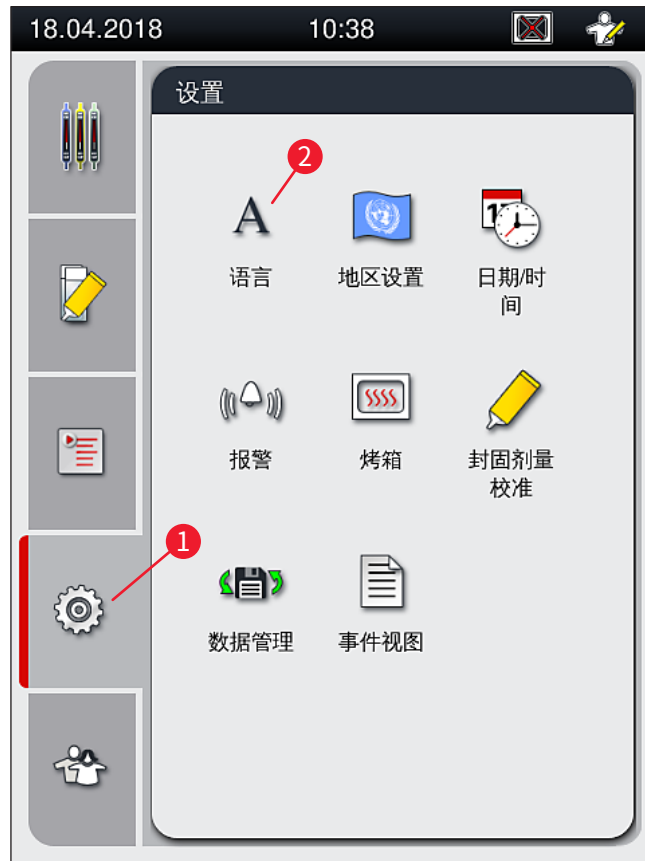 18.04.2018 10:38
设置
2
语言 地区设置 日期/时
间
报警 烤箱 封固剂量
校准
1
数据管理 事件视图